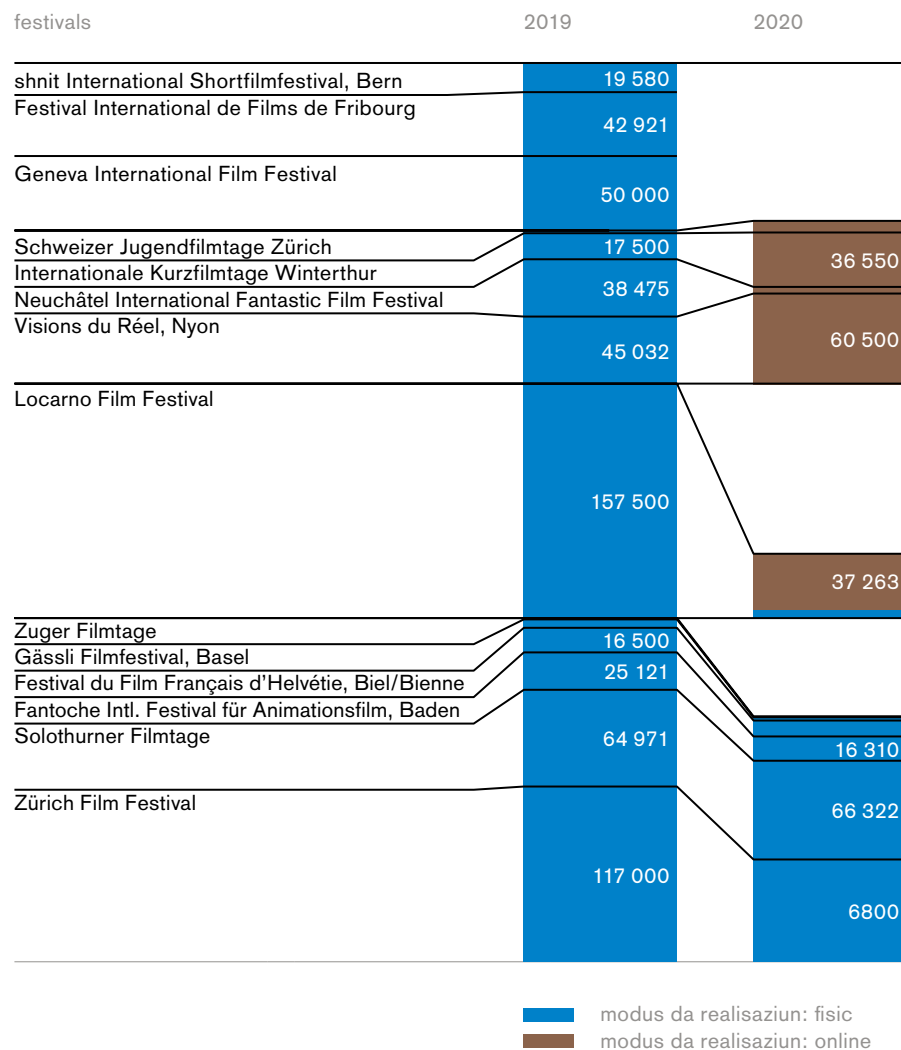 festivals 2019 2020
shnit International Shortfilmfestival, Bern 19 580
Festival International de Films de Fribourg 42 921
Geneva International Film Festival 50 000
Schweizer Jugendfilmtage Zürich 17 500
Internationale Kurzfilmtage Winterthur 38 475 36 550
Neuchâtel International Fantastic Film Festival
Visions du Réel, Nyon 45 032 60 500
Locarno Film Festival
157 500
37 263
Zuger Filmtage
Gässli Filmfestival, Basel 16 500
Festival du Film Français d’Helvétie, Biel/Bienne 25 121
Fantoche Intl. Festival für Animationsfilm, Baden
Solothurner Filmtage 64 971 16 310
Zürich Film Festival 66 322
117 000 6800
modus da realisaziun: fisic
modus da realisaziun: online